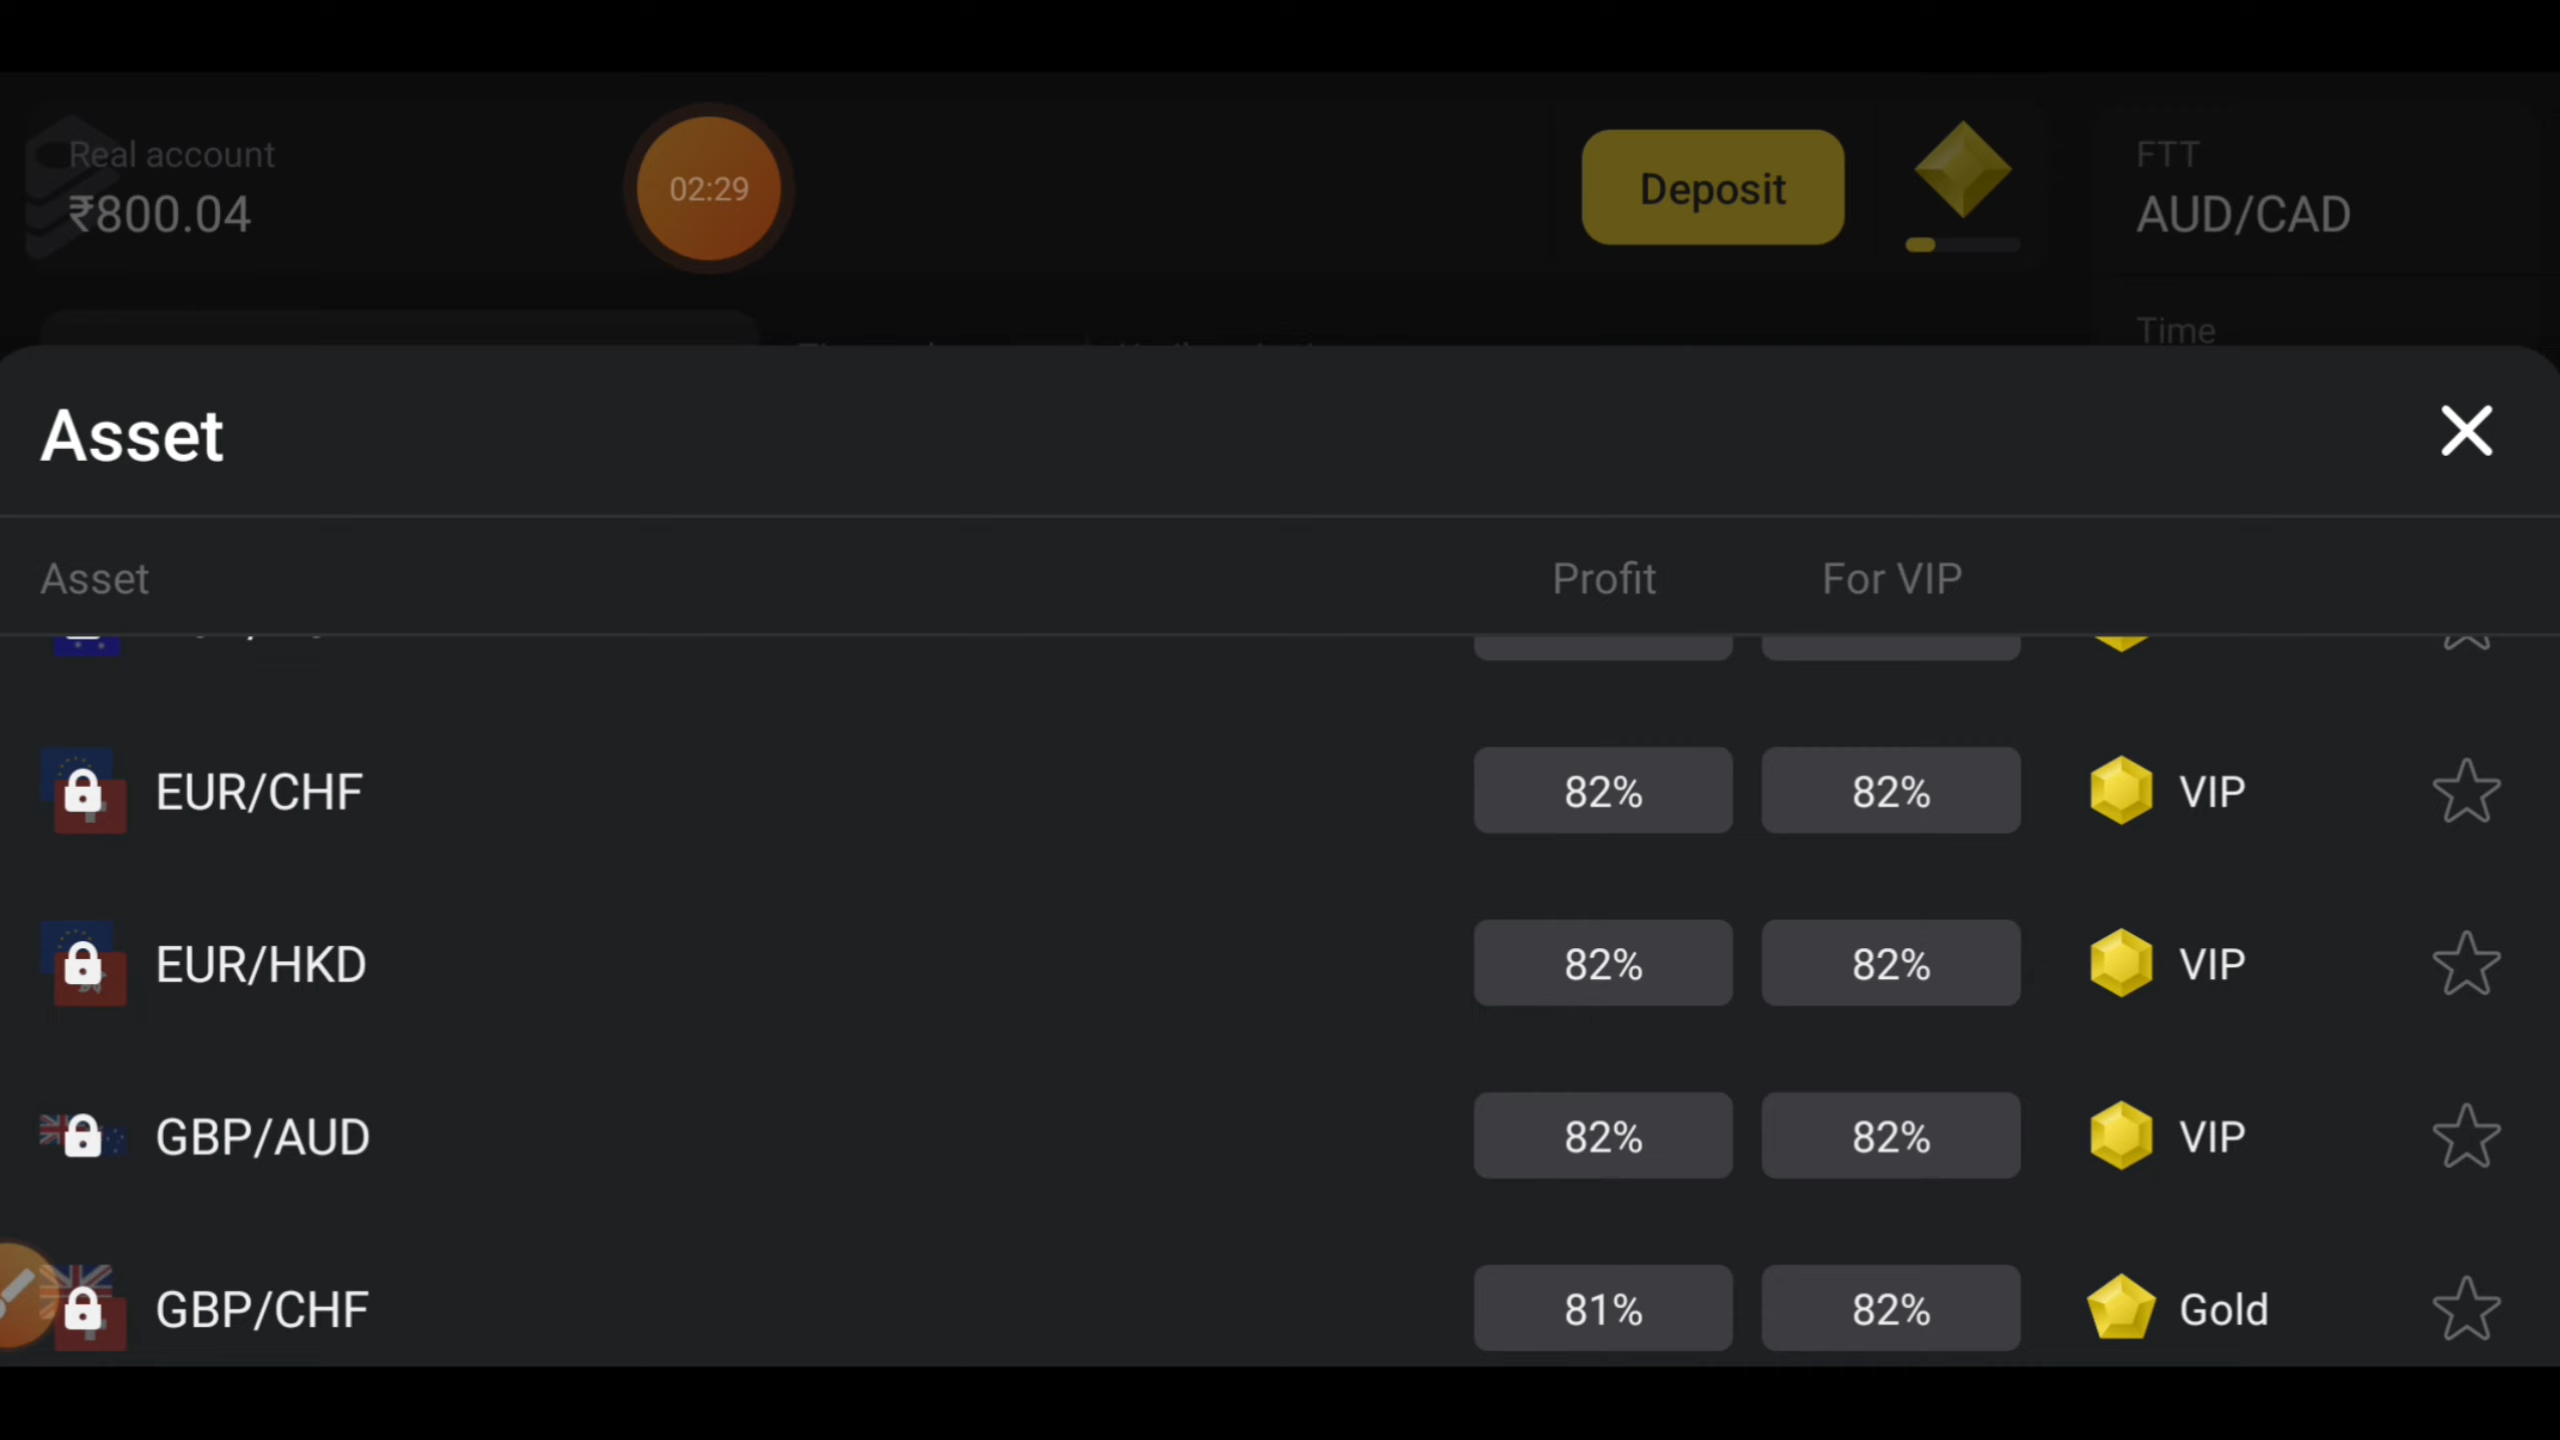 Real account
₹800.04
02:29
Deposit
FTT
AUD/CAD
Time
Asset
Asset Profit For VIP
EUR/CHF 82% 82% VIP
EUR/HKD 82% 82% VIP
GBP/AUD 82% 82% VIP
GBP/CHF 81% 82% Gold